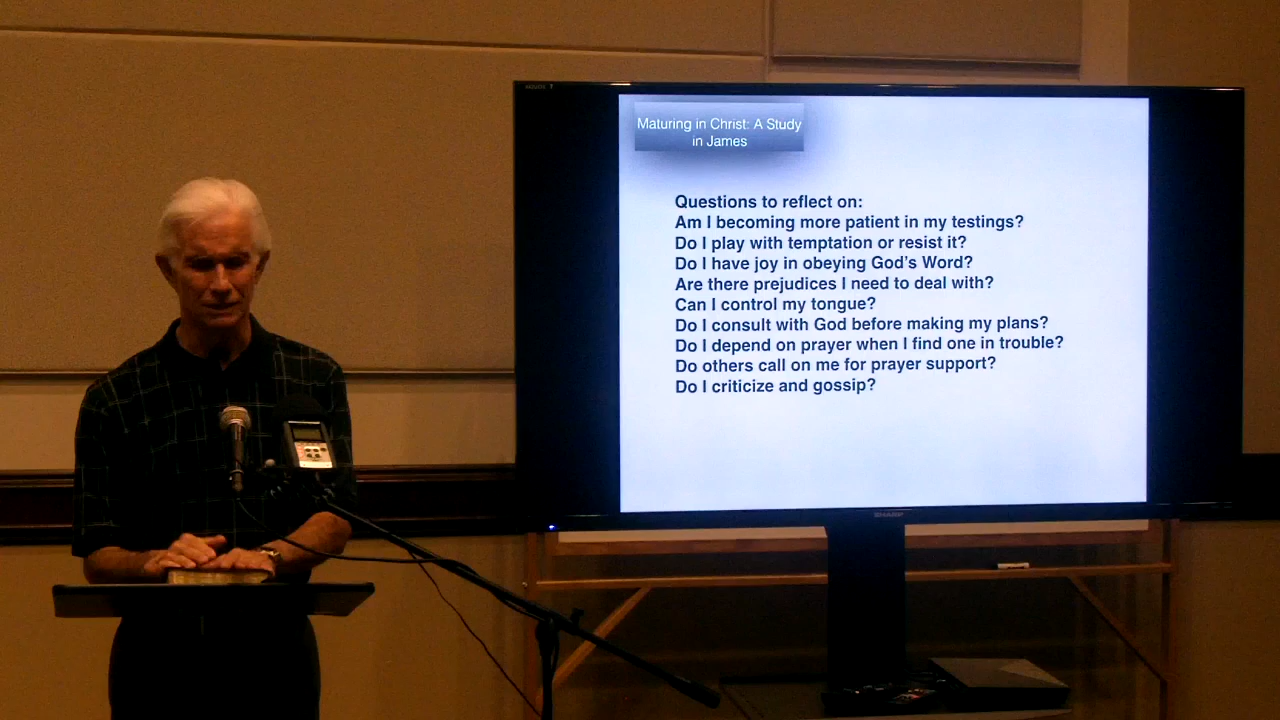 Maturing in Christ: A Study
in James
Questions to reflect on:
Am I becoming more patient in my testings?
Do I play with temptation or resist it?
Do I have joy in obeying God's Word?
Are there prejudices I need to deal with?
Can I control my tongue?
Do I consult with God before making my plans?
Do I depend on prayer when I find one in trouble?
Do others call on me for prayer support?
Do I criticize and gossip?
SHARP